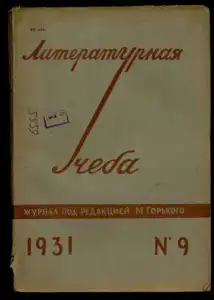 Литературная
учеба
ЖУРНАЛ ПОД РЕДАКЦИЕЙ М. ГОРЬКОГО
1931 № 9